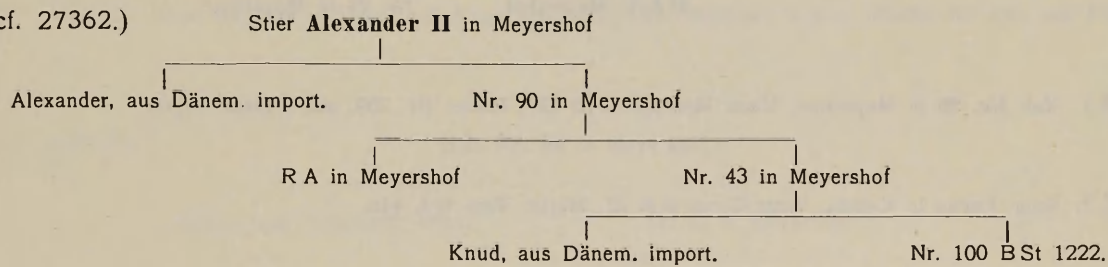 cf. 27362.)
Stier Alexander II in Meyershof
Alexander, aus Dänem. import. Nr. 90 in Meyershof
R A in Meyershof Nr. 43 in Meyershof
Knud, aus Dänem. import. Nr. 100 B St 1222.